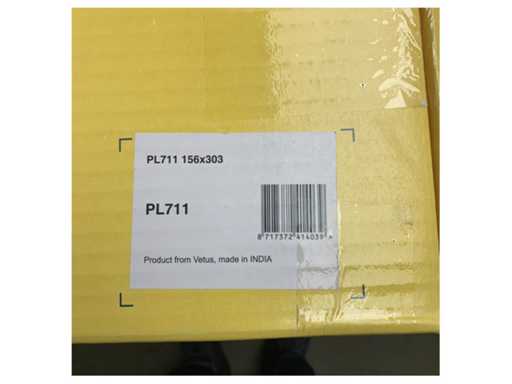 PL711 156x303
PL711
8 717372 414039 >
Product from Vetus, made in INDIA